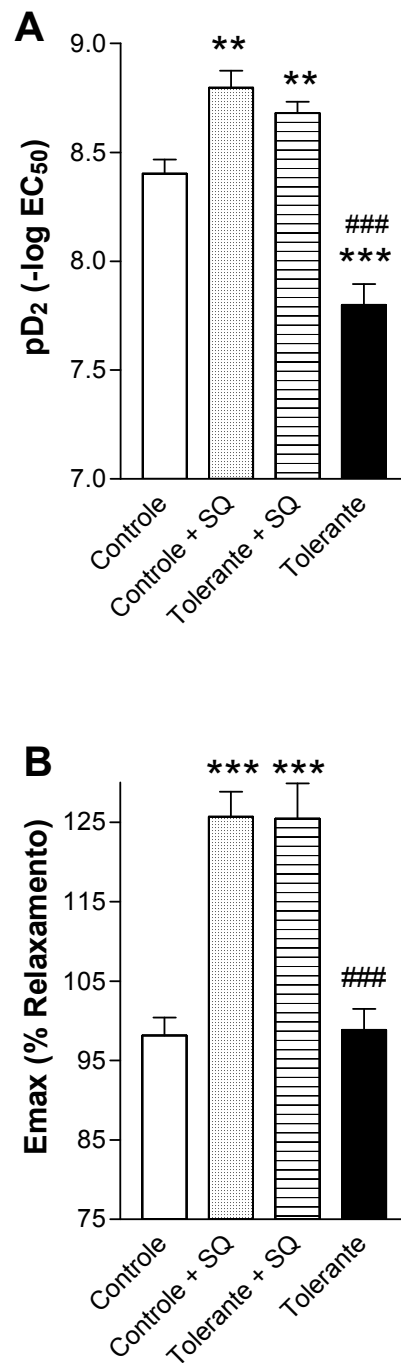 A
pD₂ (-log EC₅₀)
9.0
8.5
8.0
7.5
7.0
**
**
###
***
Controle
Controle + SQ
Tolerante + SQ
Tolerante
B
Emax (% Relaxamento)
125
115
105
95
85
75
***
***
###
Controle
Controle + SQ
Tolerante + SQ
Tolerante